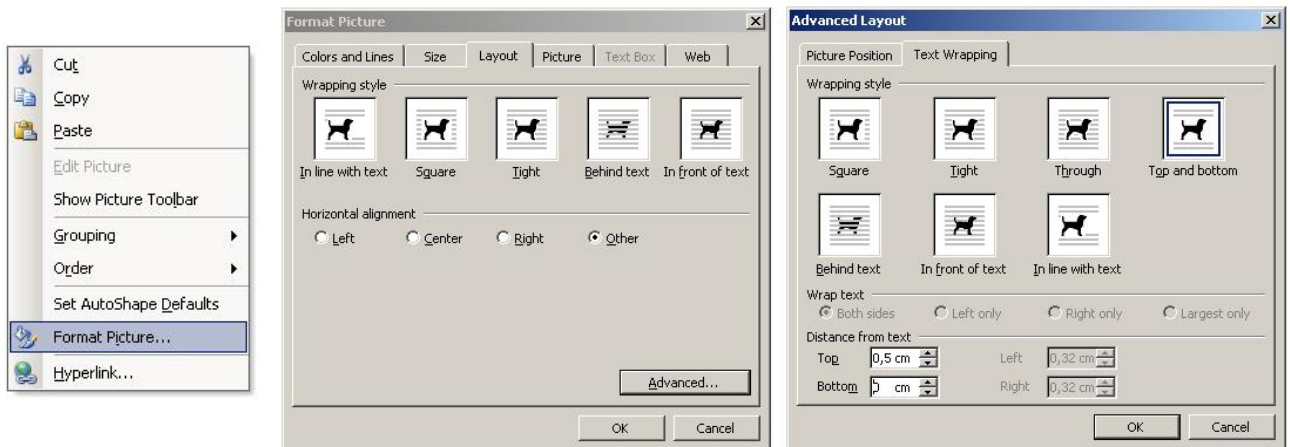 Cut
Copy
Paste
Edit Picture
Show Picture Toolbar
Grouping
Order
Set AutoShape Defaults
Format Picture...
Hyperlink...
Format Picture
Colors and Lines Size Layout Picture Text Box Web
Wrapping style
In line with text Square Tight Behind text In front of text
Horizontal alignment
Left Center Right Other
Advanced...
OK Cancel
Advanced Layout
Picture Position Text Wrapping
Wrapping style
Square Tight Through Top and bottom
Behind text In front of text In line with text
Wrap text
Both sides Left only Right only Largest only
Distance from text
Top 0,5 cm Left 0,32 cm
Bottom cm Right 0,32 cm
OK Cancel